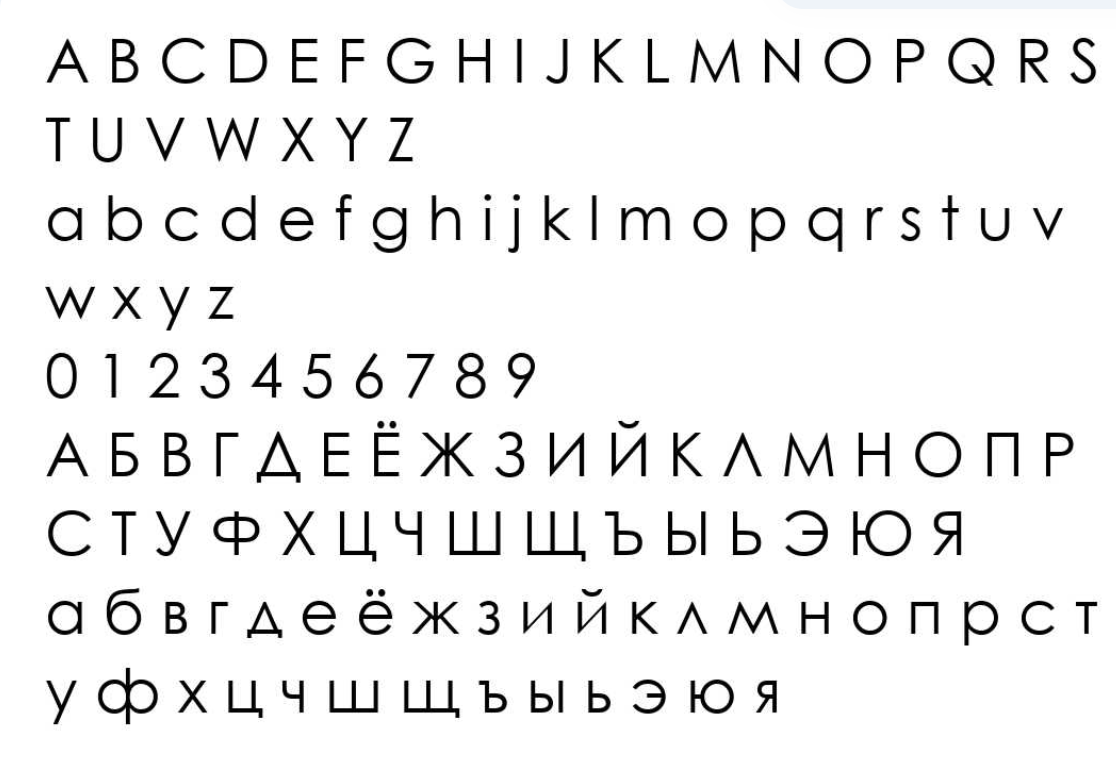 A B C D E F G H I J K L M N O P Q R S
T U V W X Y Z
a b c d e f g h i j k l m o p q r s t u v
w x y z
0 1 2 3 4 5 6 7 8 9
А Б В Г Д Е Ё Ж З И Й К Л М Н О П Р
С Т У Ф Х Ц Ч Ш Щ Ъ Ы Ь Э Ю Я
а б в г д е ё ж з и й к л м н о п р с т
у ф х ц ч ш щ ъ ы ь э ю я